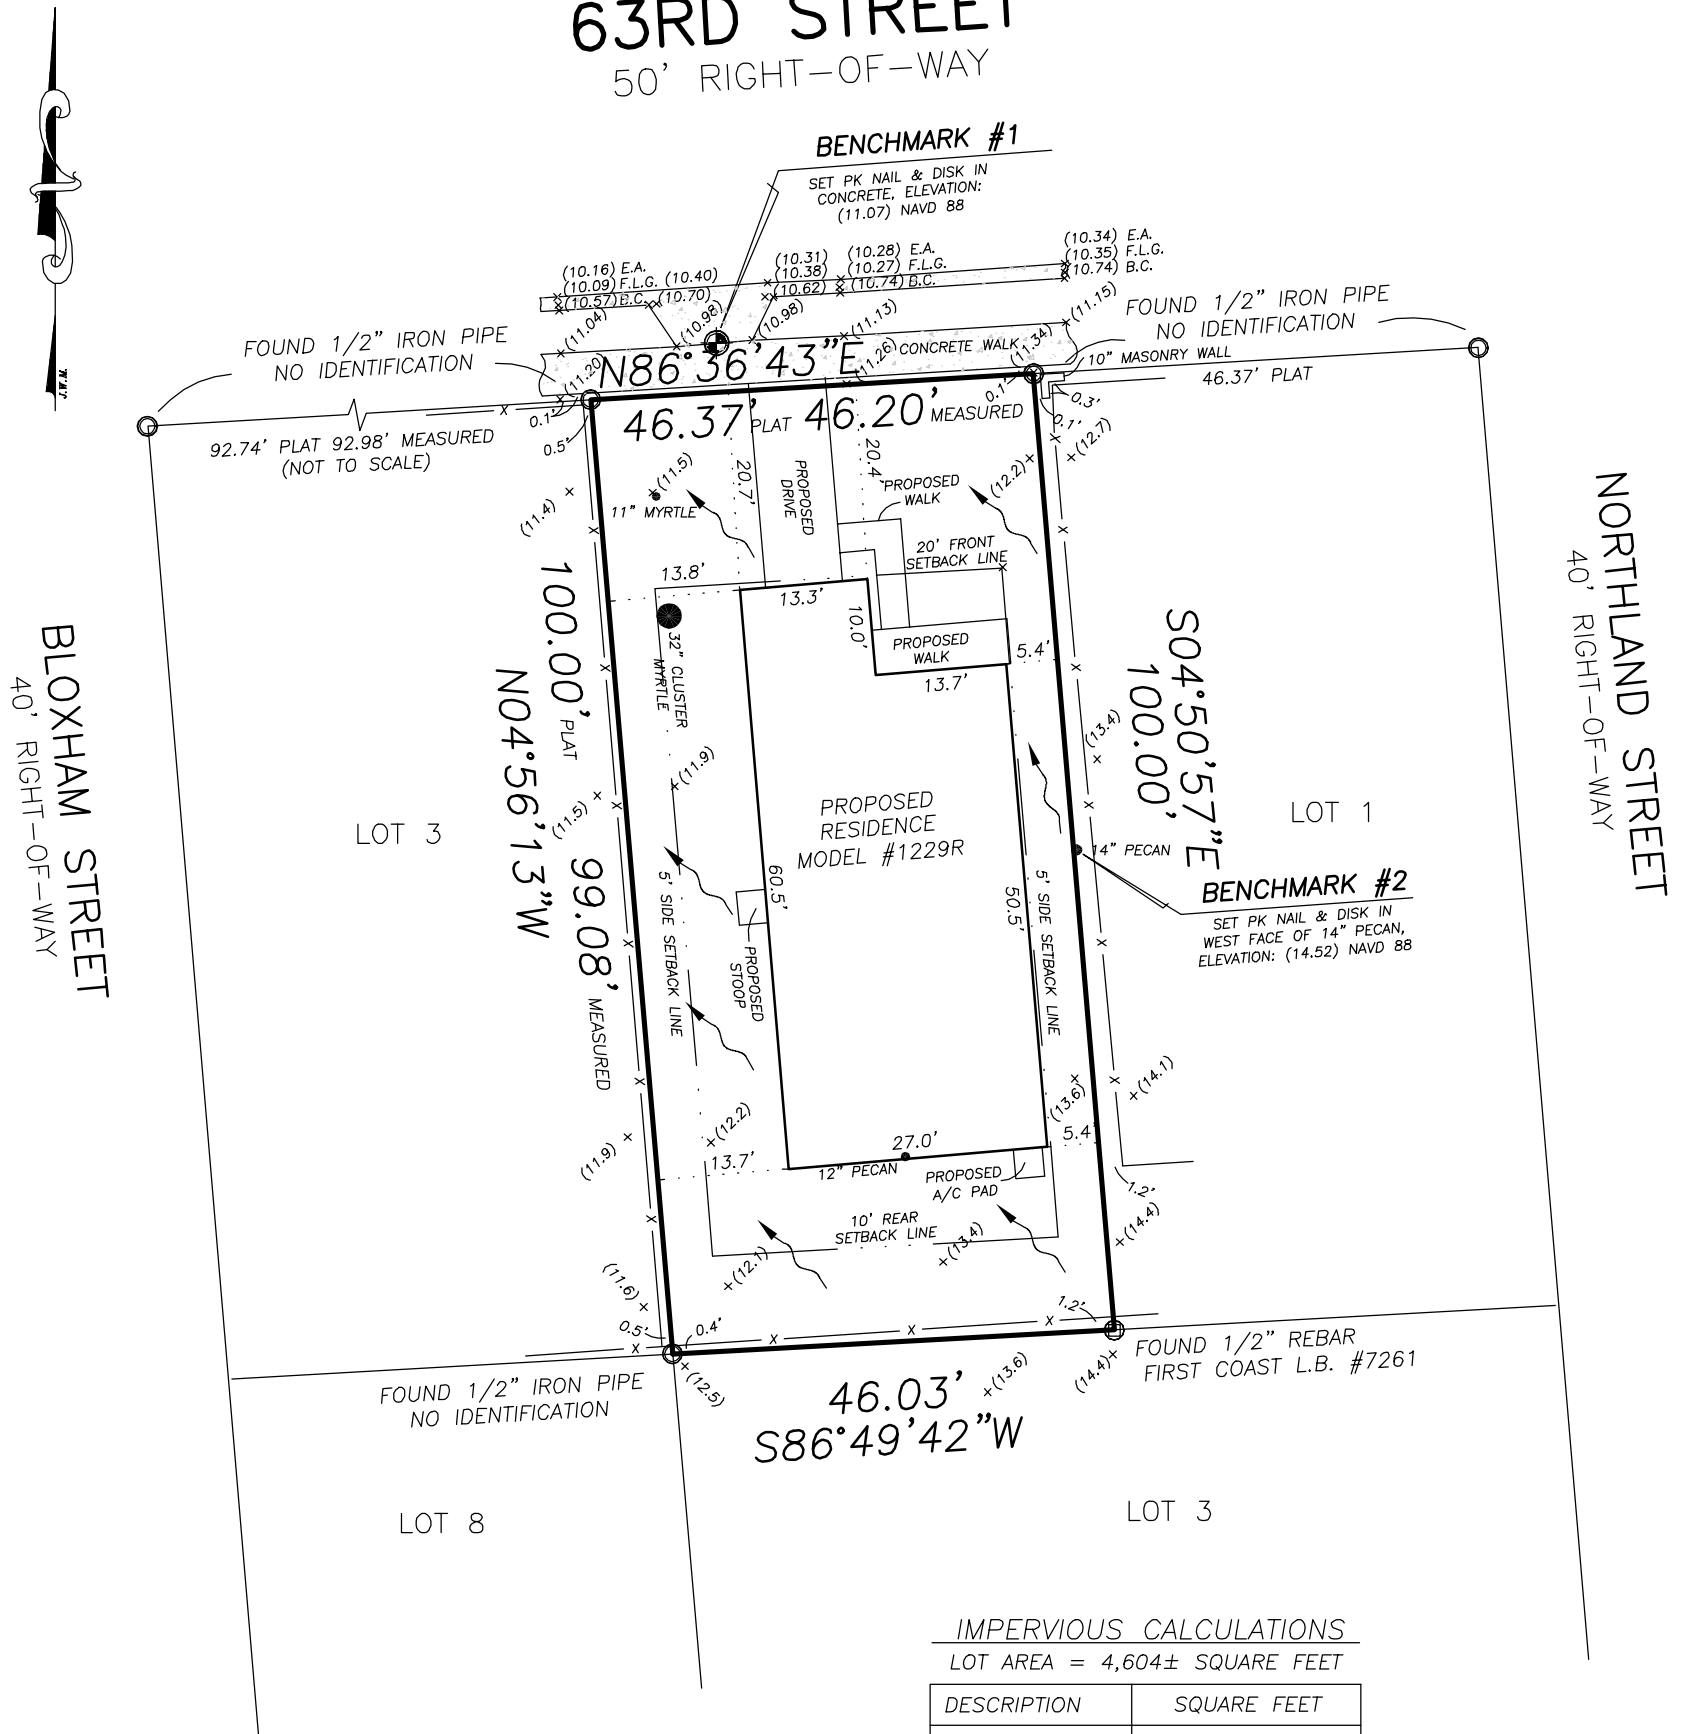 63RD STREET
50' RIGHT-OF-WAY
BENCHMARK #1
SET PK NAIL & DISK IN
CONCRETE, ELEVATION:
(11.07) NAVD 88
(10.16) E.A.
(10.09) F.L.G. (10.40)
(10.57) B.C. (10.70)
(10.31)
(10.38)
(10.62)
(10.28) E.A.
(10.27) F.L.G.
(10.74) B.C.
(10.34) E.A.
(10.35) F.L.G.
(10.74) B.C.
(11.04)
(10.98)
(10.98)
(11.13)
(11.15)
(11.20)
(11.26)
CONCRETE WALK
(11.34)
FOUND 1/2" IRON PIPE
NO IDENTIFICATION
FOUND 1/2" IRON PIPE
NO IDENTIFICATION
10" MASONRY WALL
46.37' PLAT
N86°36'43"E
46.37' PLAT 46.20' MEASURED
92.74' PLAT 92.98' MEASURED
(NOT TO SCALE)
0.1'
0.5'
0.1'
0.3'
0.1'
(12.7)
(12.2)
(11.5)
11" MYRTLE
(11.4)
20.7'
PROPOSED
DRIVE
20.4'
PROPOSED
WALK
20' FRONT
SETBACK LINE
13.8'
13.3'
10.0'
PROPOSED
WALK
13.7'
5.4'
32" CLUSTER
MYRTLE
100.00' PLAT 99.08' MEASURED
N04°56'13"W
S04°50'57"E
100.00'
BLOXHAM STREET
40' RIGHT-OF-WAY
NORTHLAND STREET
40' RIGHT-OF-WAY
(13.4)
(11.9)
(11.5)
LOT 3
PROPOSED
RESIDENCE
MODEL #1229R
LOT 1
14" PECAN
BENCHMARK #2
SET PK NAIL & DISK IN
WEST FACE OF 14" PECAN,
ELEVATION: (14.52) NAVD 88
60.5'
50.5'
5' SIDE SETBACK LINE
5' SIDE SETBACK LINE
PROPOSED
STOOP
(14.1)
(13.6)
(12.2)
(11.9)
13.7'
27.0'
5.4'
12" PECAN
PROPOSED
A/C PAD
1.2'
(14.4)
10' REAR
SETBACK LINE
(13.4)
(12.1)
(11.6)
0.5'
0.4'
1.2'
FOUND 1/2" IRON PIPE
NO IDENTIFICATION
(12.5)
(13.6)
(14.4)
FOUND 1/2" REBAR
FIRST COAST L.B. #7261
46.03'
S86°49'42"W
LOT 8
LOT 3
IMPERVIOUS CALCULATIONS
LOT AREA = 4,604± SQUARE FEET
DESCRIPTION SQUARE FEET